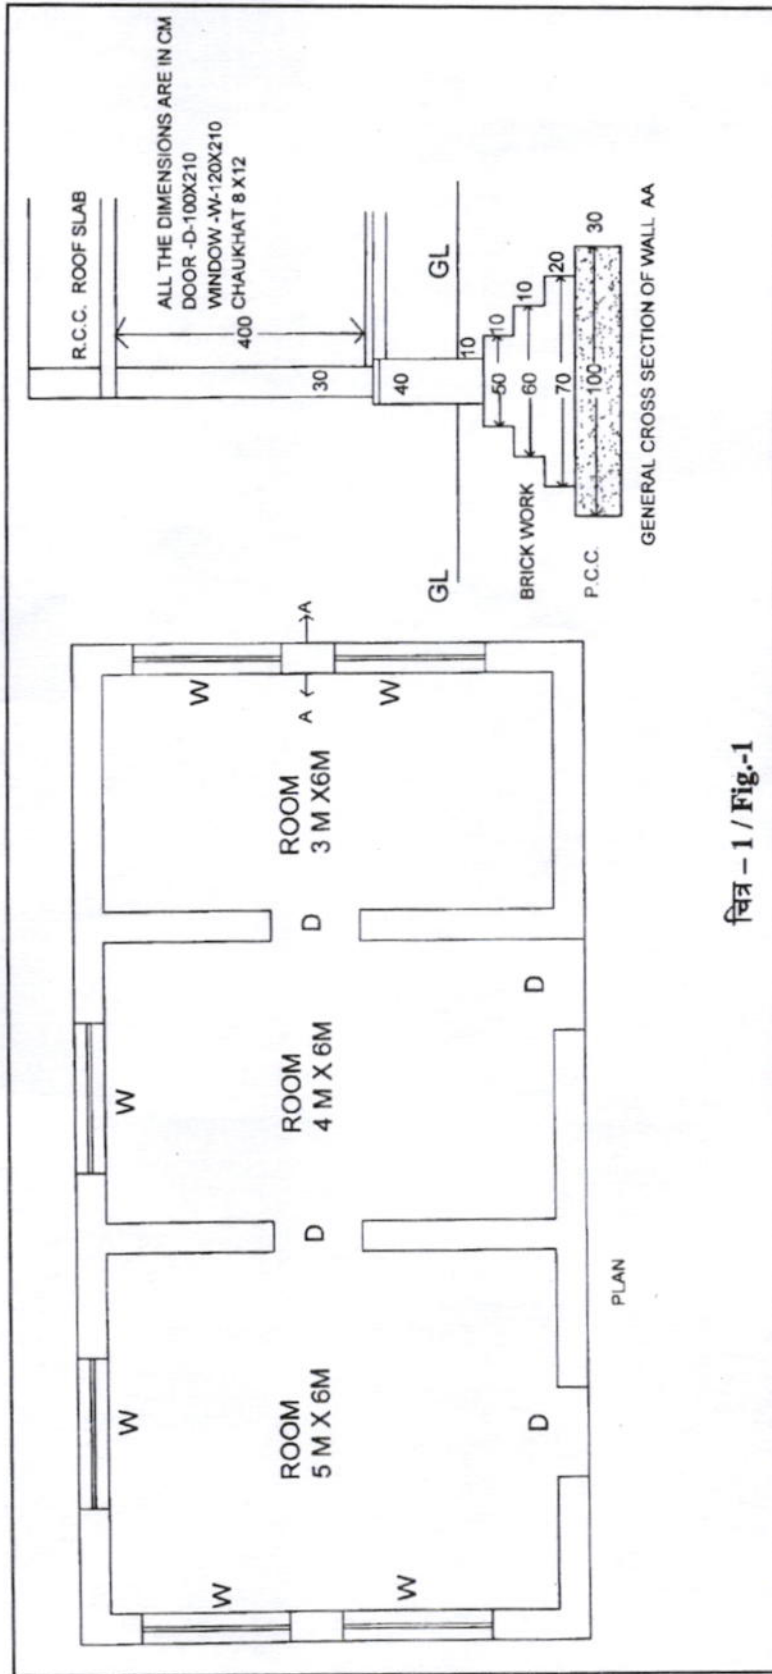 R.C.C. ROOF SLAB
ALL THE DIMENSIONS ARE IN CM
DOOR -D-100X210
WINDOW -W-120X210
CHAUKHAT 8 X12
400
30
40
GL
GL
10
10
50
10
60
20
70
30
100
BRICK WORK
P.C.C.
GENERAL CROSS SECTION OF WALL AA
W
W
W
W
W
W
ROOM
5 M X 6M
D
ROOM
4 M X 6M
D
ROOM
3 M X6M
A
A
D
D
PLAN
चित्र – 1 / Fig.-1